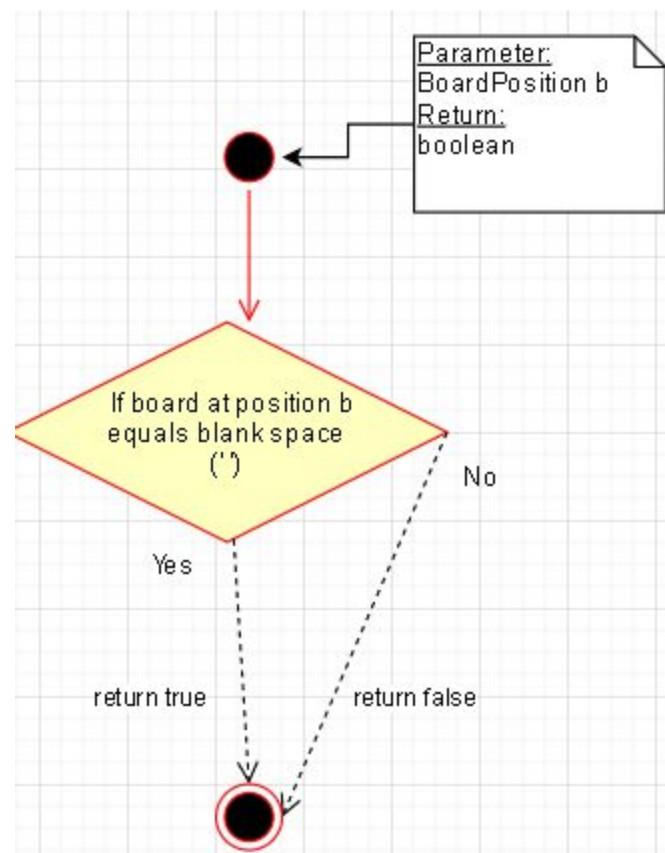 Parameter:
BoardPosition b
Return:
boolean
If board at position b
equals blank space
(' ')
No
Yes
return true
return false